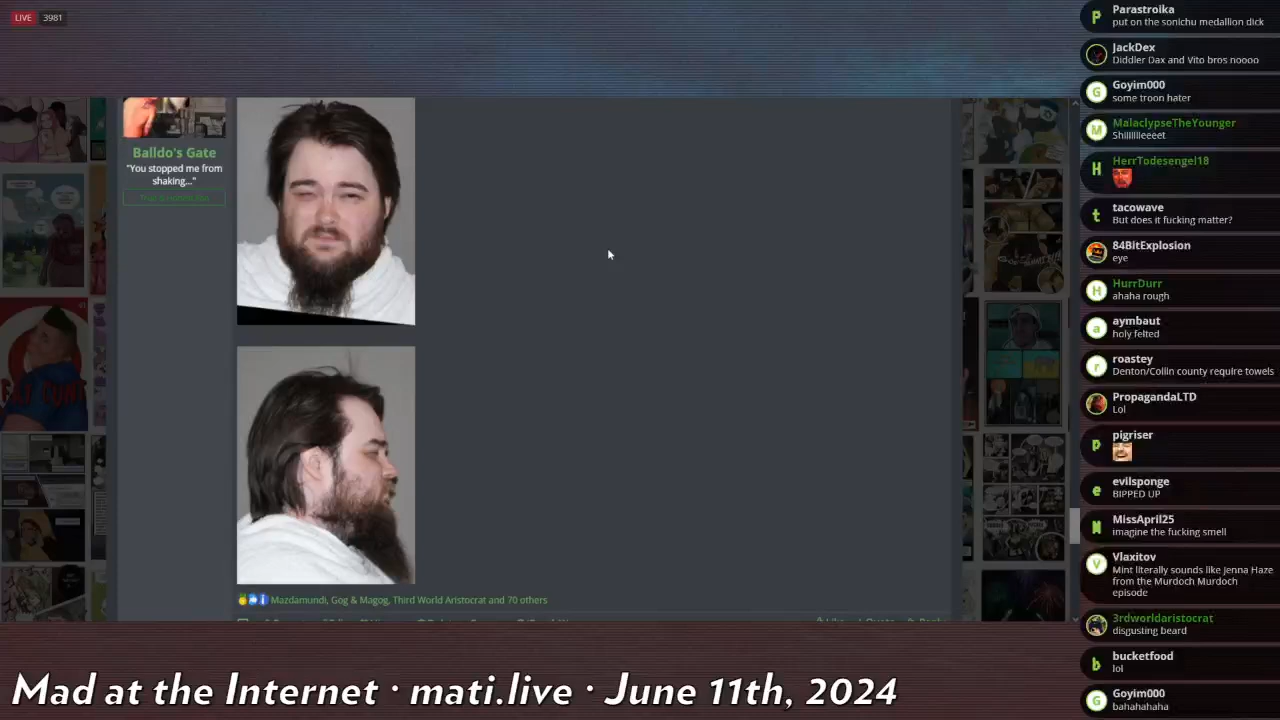 LIVE 3981
Balldo's Gate
"You stopped me from
shaking..."
Mazdamundi, Gog & Magog, Third World Aristocrat and 70 others
Parastroika
put on the sonichu medallion dick
JackDex
Diddler Dax and Vito bros noooo
Goyim000
some troon hater
MalaclypseTheYounger
Shiiiiiieeeet
HerrTodesengel18
tacowave
But does it fucking matter?
84BitExplosion
eye
HurrDurr
ahaha rough
aymbaut
holy felted
roastey
Denton/Collin county require towels
PropagandaLTD
Lol
pigriser
evilsponge
BIPPED UP
MissApril25
imagine the fucking smell
Vlaxitov
Mint literally sounds like Jenna Haze
from the Murdoch Murdoch
episode
3rdworldaristocrat
disgusting beard
bucketfood
lol
Goyim000
bahahahaha
Mad at the Internet · mati.live · June 11th, 2024